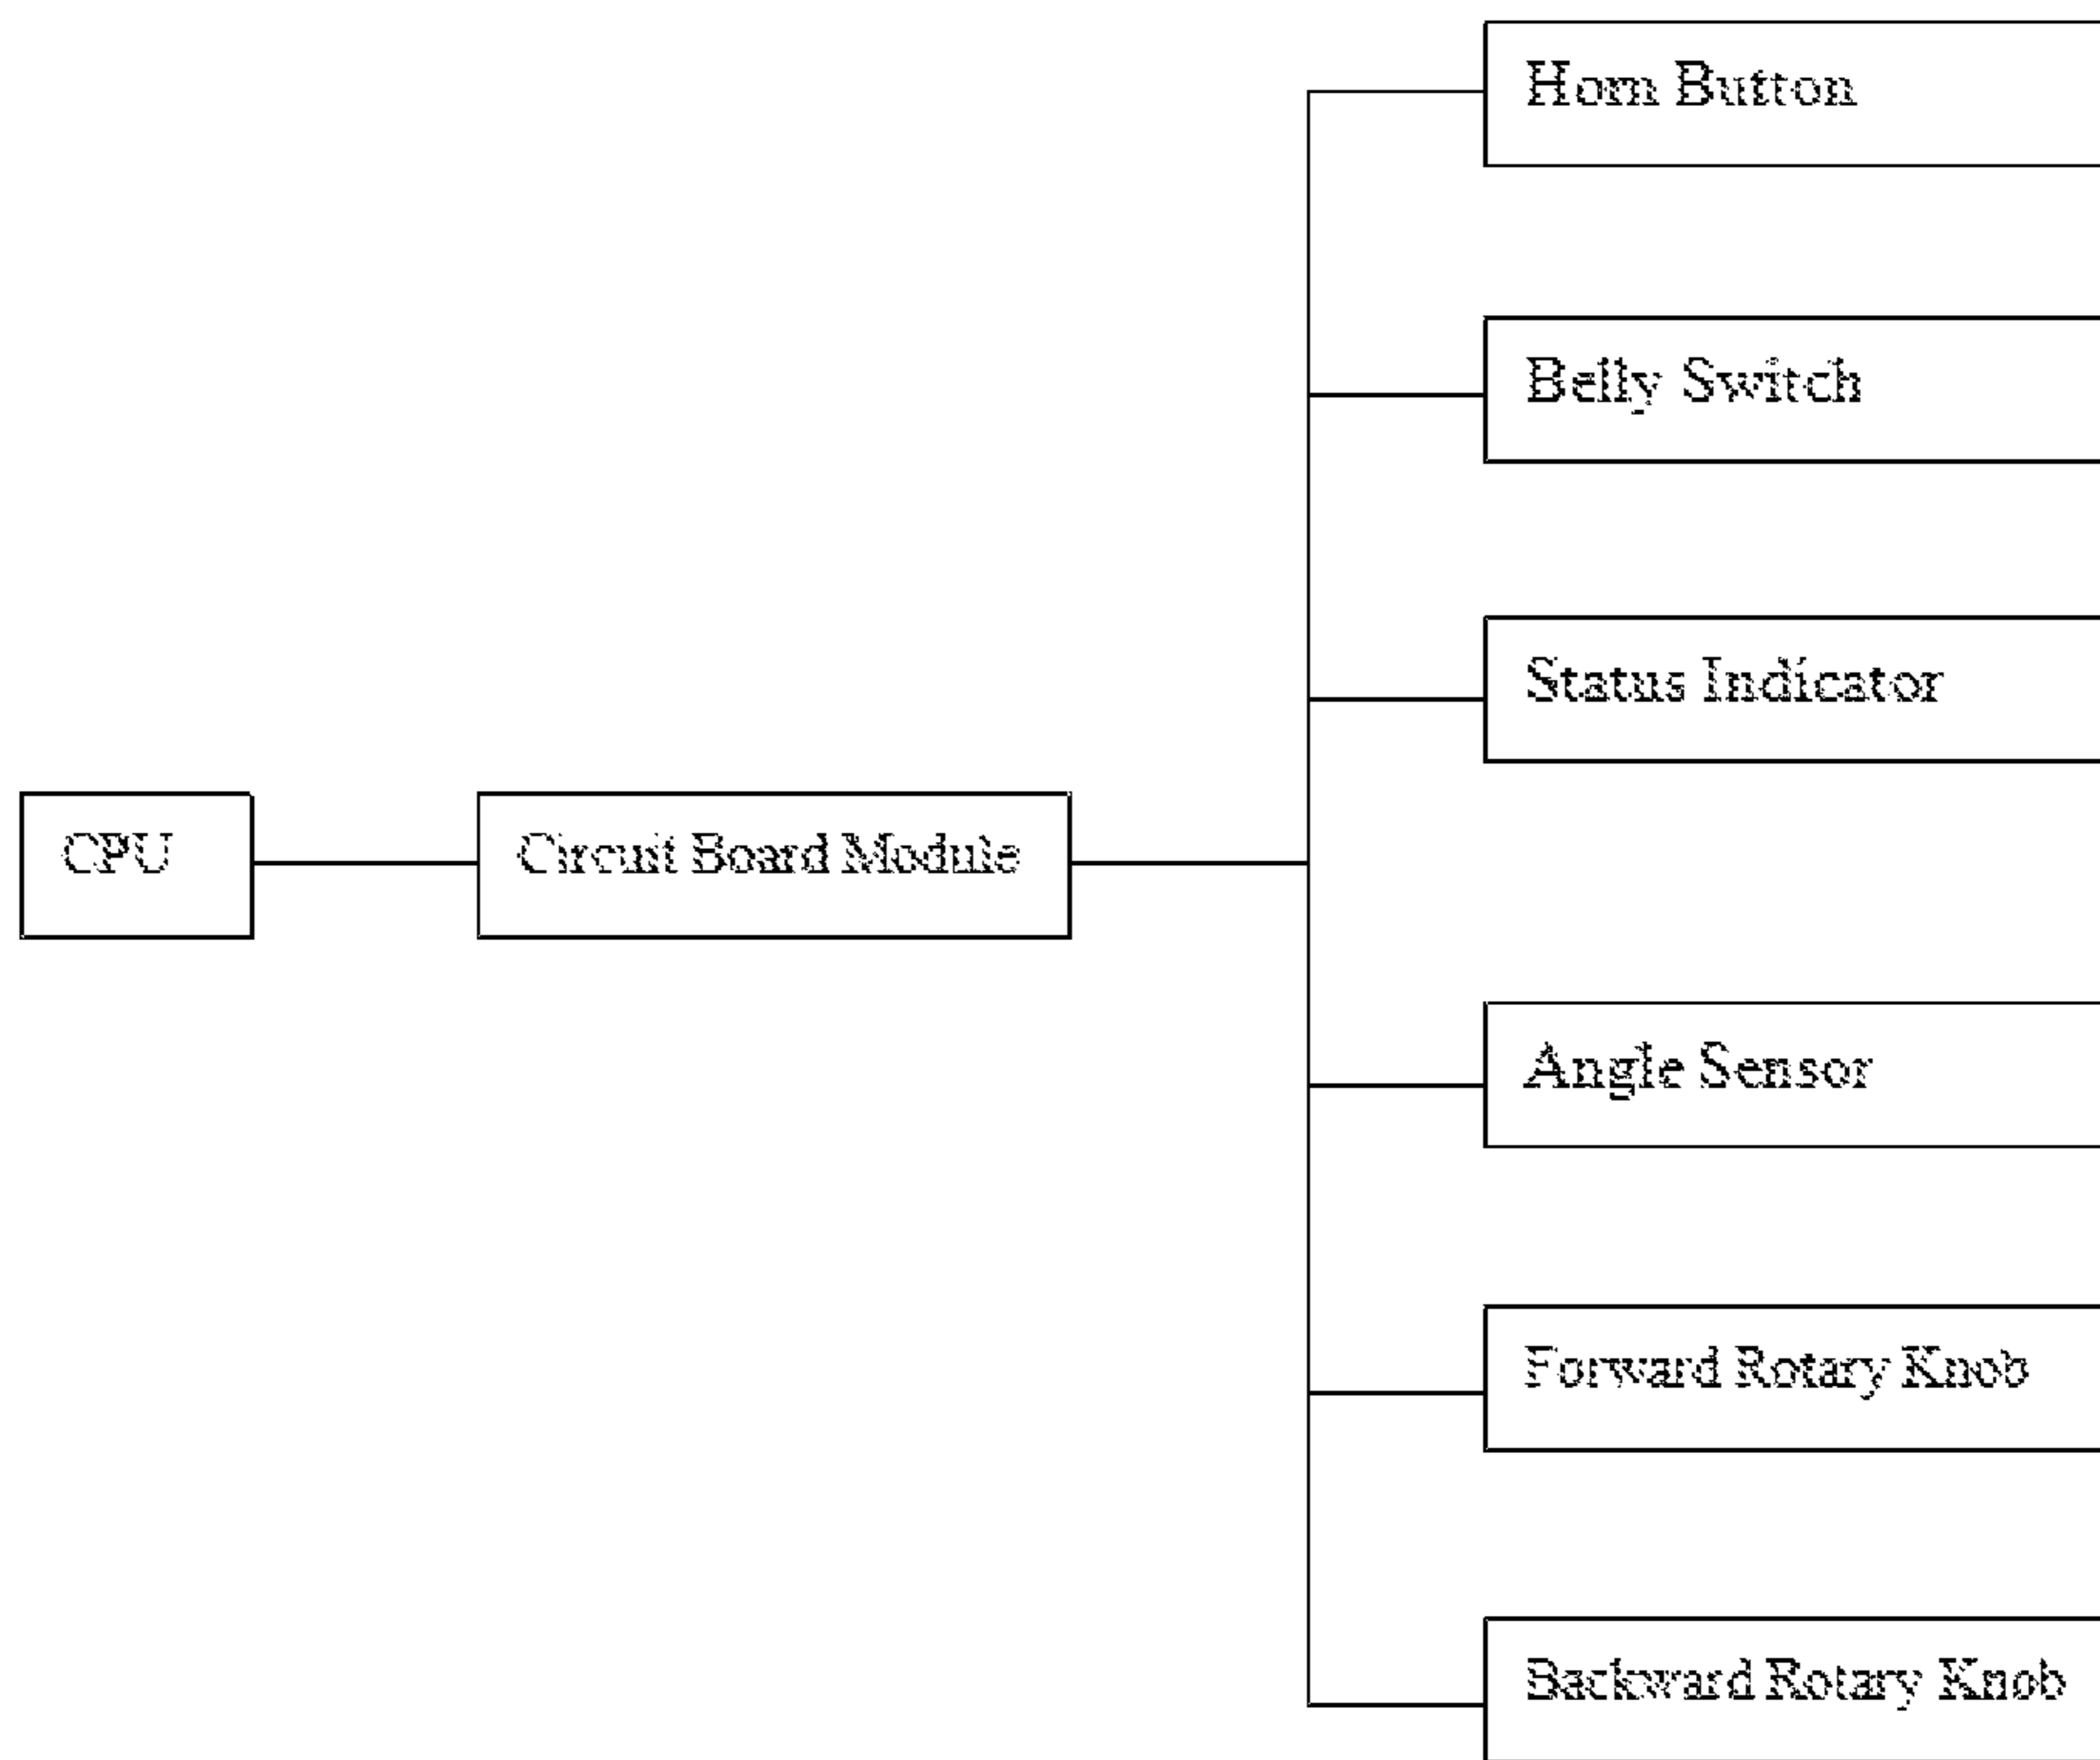 Horn Button
Belly Switch
Status Indicator
CPU
Circuit Board Module
Angle Sensor
Forward Rotary Knob
Backward Rotary Knob